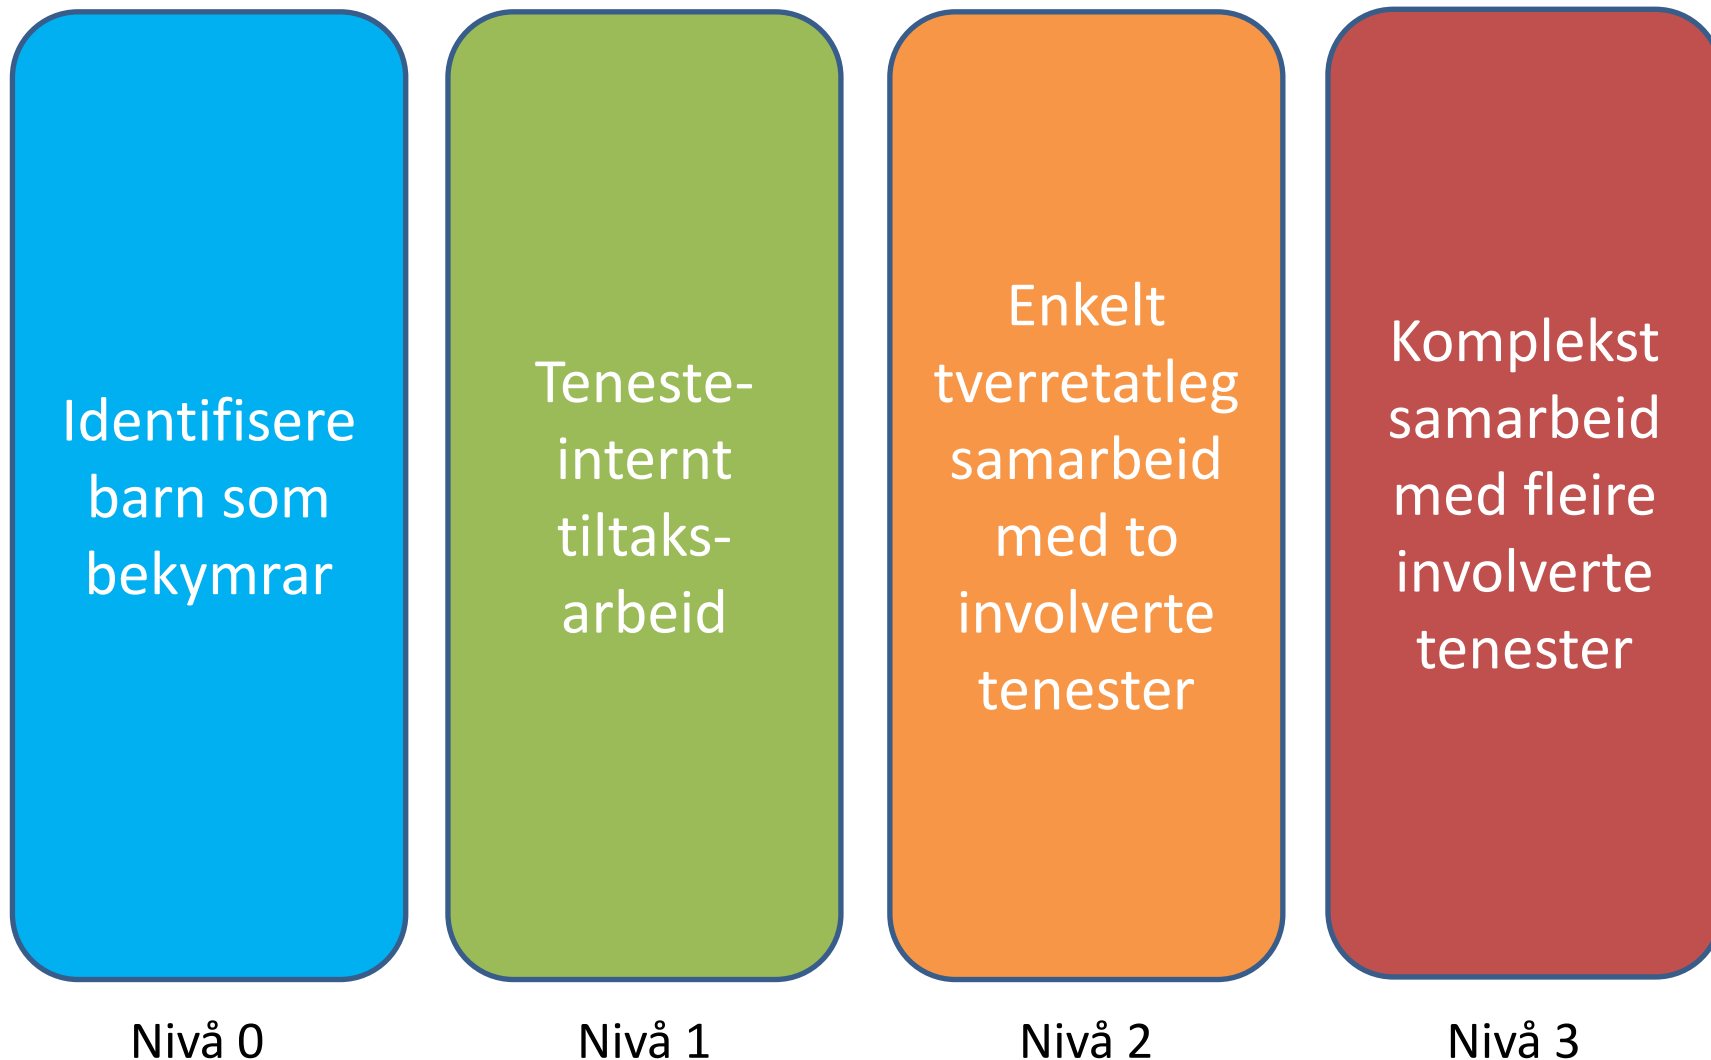 Identifisere
barn som
bekymrar
Teneste-
internt
tiltaks-
arbeid
Enkelt
tverretatleg
samarbeid
med to
involverte
tenester
Komplekst
samarbeid
med fleire
involverte
tenester
Nivå 0
Nivå 1
Nivå 2
Nivå 3